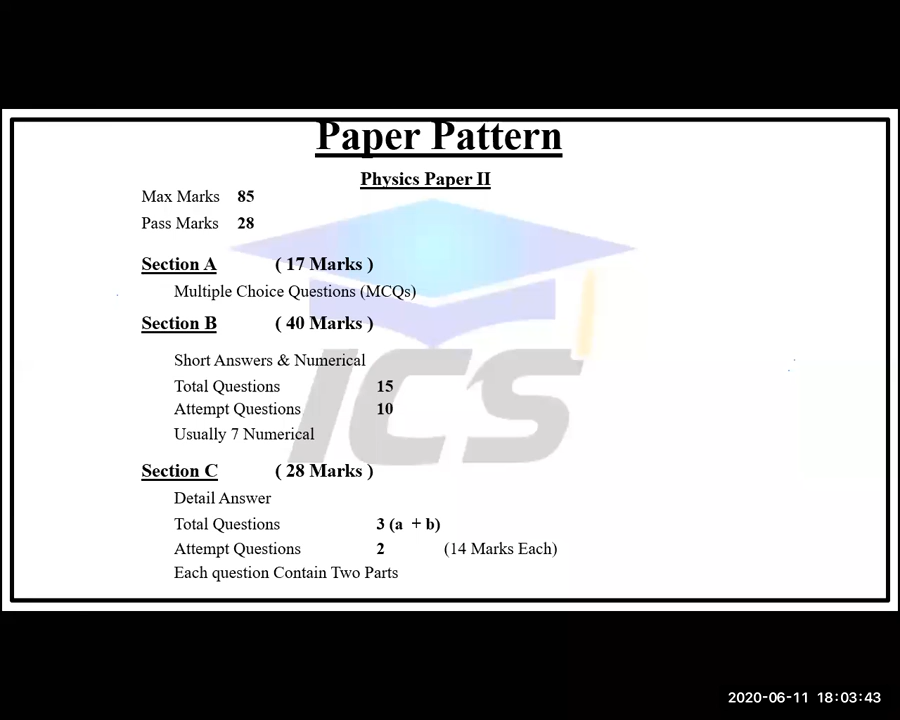 Paper Pattern
Physics Paper II
Max Marks 85
Pass Marks 28
Section A ( 17 Marks )
Multiple Choice Questions (MCQs)
Section B ( 40 Marks )
Short Answers & Numerical
Total Questions 15
Attempt Questions 10
Usually 7 Numerical
ICS
Section C ( 28 Marks )
Detail Answer
Total Questions 3 (a + b)
Attempt Questions 2 (14 Marks Each)
Each question Contain Two Parts
2020-06-11 18:03:43